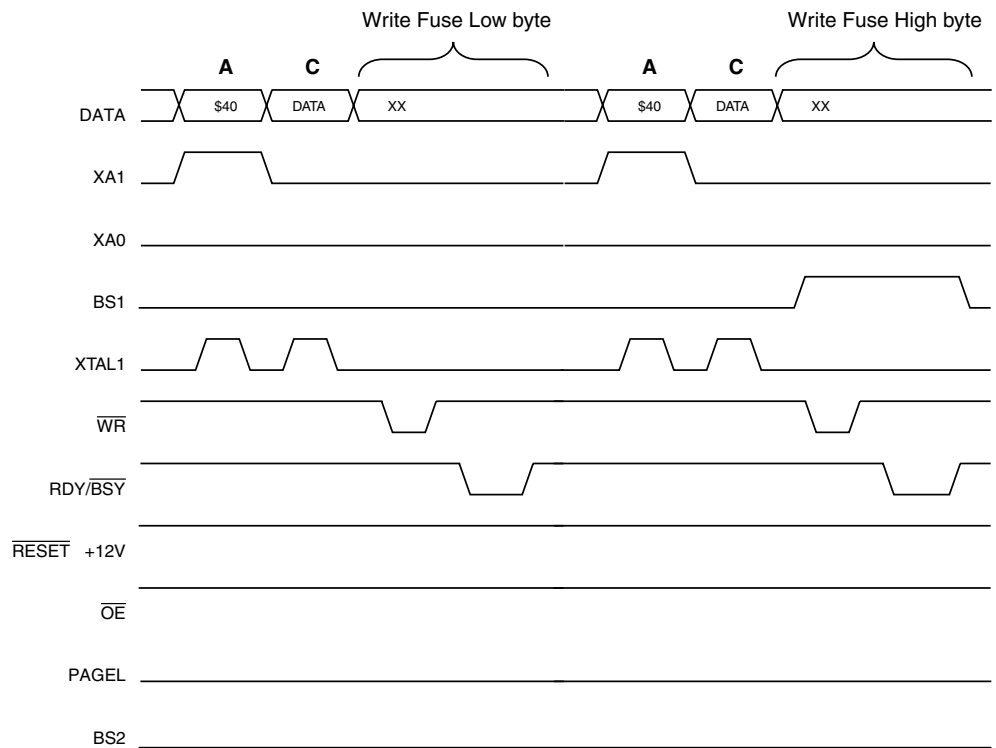 Write Fuse Low byte Write Fuse High byte
A C A C
DATA $40 DATA XX $40 DATA XX
XA1
XA0
BS1
XTAL1
WR
RDY/BSY
RESET +12V
OE
PAGEL
BS2